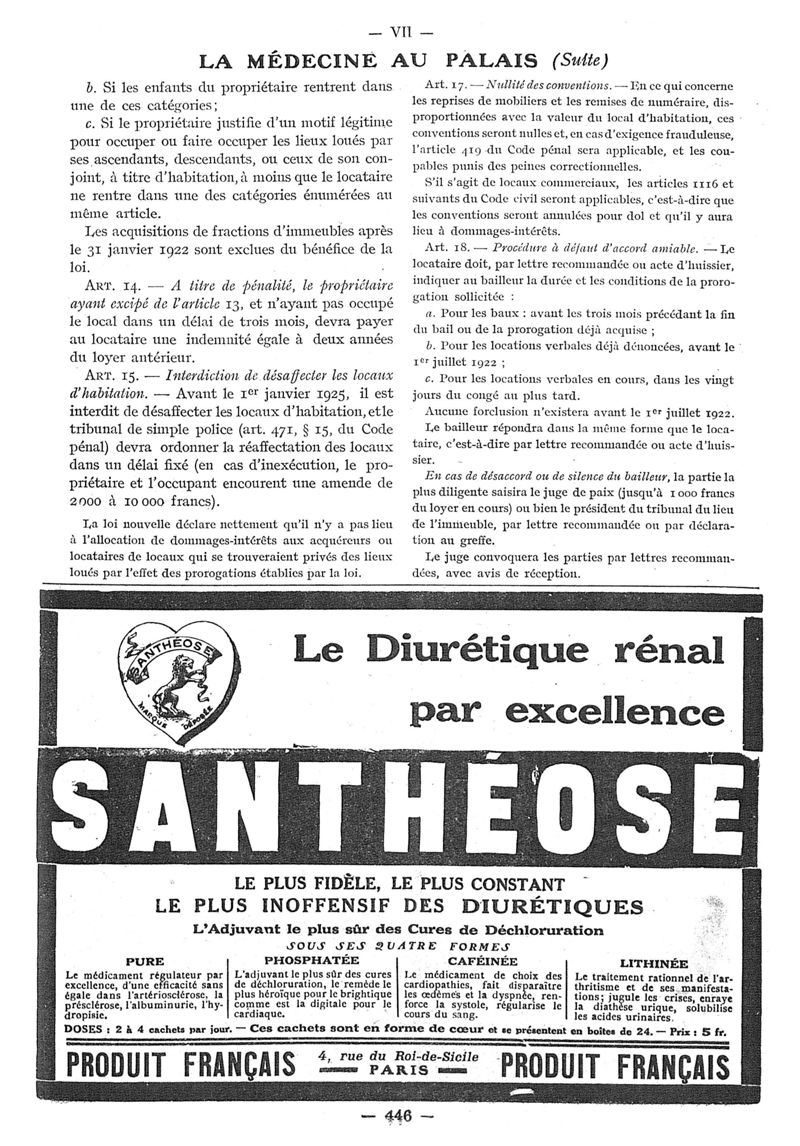 — VII —
LA MÉDECINE AU PALAIS (Suite)
b. Si les enfants du propriétaire rentrent dans
une de ces catégories ;
c. Si le propriétaire justifie d'un motif légitime
pour occuper ou faire occuper les lieux loués par
ses ascendants, descendants, ou ceux de son con-
joint, à titre d'habitation, à moins que le locataire
ne rentre dans une des catégories énumérées au
même article.
Les acquisitions de fractions d'immeubles après
le 31 janvier 1922 sont exclues du bénéfice de la
loi.
ART. 14. — A titre de pénalité, le propriétaire
ayant excipé de l'article 13, et n'ayant pas occupé
le local dans un délai de trois mois, devra payer
au locataire une indemnité égale à deux années
du loyer antérieur.
ART. 15. — Interdiction de désaffecter les locaux
d'habitation. — Avant le 1er janvier 1925, il est
interdit de désaffecter les locaux d'habitation, et le
tribunal de simple police (art. 471, § 15, du Code
pénal) devra ordonner la réaffectation des locaux
dans un délai fixé (en cas d'inexécution, le pro-
priétaire et l'occupant encourent une amende de
2000 à 10 000 francs).
La loi nouvelle déclare nettement qu'il n'y a pas lieu
à l'allocation de dommages-intérêts aux acquéreurs ou
locataires de locaux qui se trouveraient privés des lieux
loués par l'effet des prorogations établies par la loi.
Art. 17. — Nullité des conventions. — En ce qui concerne
les reprises de mobiliers et les remises de numéraire, dis-
proportionnées avec la valeur du local d'habitation, ces
conventions seront nulles et, en cas d'exigence frauduleuse,
l'article 419 du Code pénal sera applicable, et les cou-
pables punis des peines correctionnelles.
S'il s'agit de locaux commerciaux, les articles 1116 et
suivants du Code civil seront applicables, c'est-à-dire que
les conventions seront annulées pour dol et qu'il y aura
lieu à dommages-intérêts.
Art. 18. — Procédure à défaut d'accord amiable. — Le
locataire doit, par lettre recommandée ou acte d'huissier,
indiquer au bailleur la durée et les conditions de la proro-
gation sollicitée :
a. Pour les baux : avant les trois mois précédant la fin
du bail ou de la prorogation déjà acquise ;
b. Pour les locations verbales déjà dénoncées, avant le
1er juillet 1922 ;
c. Pour les locations verbales en cours, dans les vingt
jours du congé au plus tard.
Aucune forclusion n'existera avant le 1er juillet 1922.
Le bailleur répondra dans la même forme que le loca-
taire, c'est-à-dire par lettre recommandée ou acte d'huis-
sier.
En cas de désaccord ou de silence du bailleur, la partie la
plus diligente saisira le juge de paix (jusqu'à 1 000 francs
du loyer en cours) ou bien le président du tribunal du lieu
de l'immeuble, par lettre recommandée ou par déclara-
tion au greffe.
Le juge convoquera les parties par lettres recomman-
dées, avec avis de réception.
SANTHÉOSE
MARQUE DÉPOSÉE
Le Diurétique rénal
par excellence
SANTHÉOSE
LE PLUS FIDÈLE, LE PLUS CONSTANT
LE PLUS INOFFENSIF DES DIURÉTIQUES
L'Adjuvant le plus sûr des Cures de Déchloruration
SOUS SES QUATRE FORMES
PURE
Le médicament régulateur par
excellence, d'une efficacité sans
égale dans l'artériosclérose, la
présclérose, l'albuminurie, l'hy-
dropisie.
PHOSPHATÉE
L'adjuvant le plus sûr des cures
de déchloruration, le remède le
plus héroïque pour le brightique
comme est la digitale pour le
cardiaque.
CAFÉINÉE
Le médicament de choix des
cardiopathies, fait disparaître
les œdèmes et la dyspnée, ren-
force la systole, régularise le
cours du sang.
LITHINÉE
Le traitement rationnel de l'ar-
thritisme et de ses manifesta-
tions ; jugule les crises, enraye
la diathèse urique, solubilise
les acides urinaires.
DOSES : 2 à 4 cachets par jour. — Ces cachets sont en forme de cœur et se présentent en boîtes de 24. — Prix : 5 fr.
PRODUIT FRANÇAIS
4, rue du Roi-de-Sicile
PARIS
PRODUIT FRANÇAIS
— 446 —